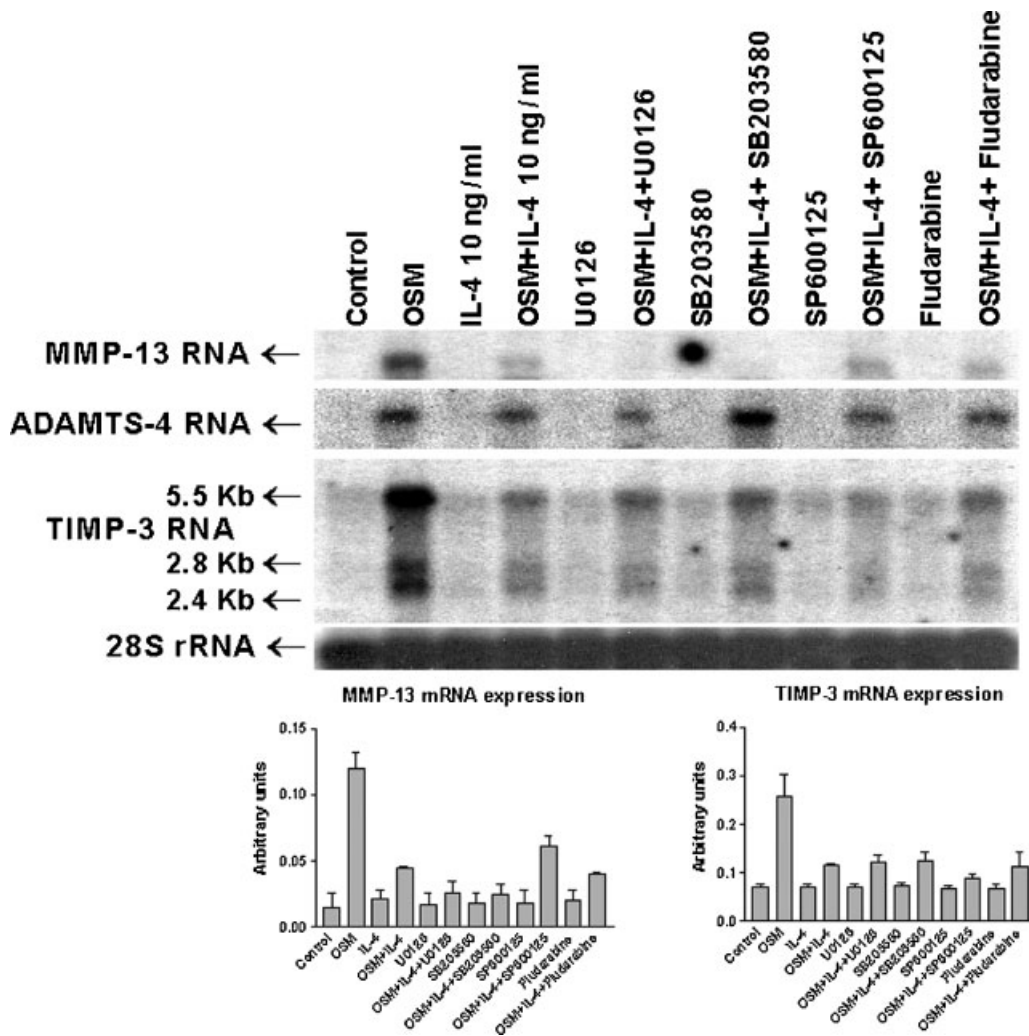 Control
OSM
IL-4 10 ng/ml
OSM+IL-4 10 ng/ml
U0126
OSM+IL-4+U0126
SB203580
OSM+IL-4+ SB203580
SP600125
OSM+IL-4+ SP600125
Fludarabine
OSM+IL-4+ Fludarabine
MMP-13 RNA ←
ADAMTS-4 RNA ←
5.5 Kb ←
TIMP-3 RNA
2.8 Kb ←
2.4 Kb ←
28S rRNA ←
MMP-13 mRNA expression
Arbitrary units
0.15
0.10
0.05
0.00
Control
OSM
IL-4
OSM+IL-4
U0126
OSM+IL-4+U0126
SB203580
OSM+IL-4+SB203580
SP600125
OSM+IL-4+SP600125
Fludarabine
OSM+IL-4+Fludarabine
TIMP-3 mRNA expression
Arbitrary units
0.4
0.3
0.2
0.1
0.0
Control
OSM
IL-4
OSM+IL-4
U0126
OSM+IL-4+U0126
SB203580
OSM+IL-4+SB203580
SP600125
OSM+IL-4+SP600125
Fludarabine
OSM+IL-4+Fludarabine